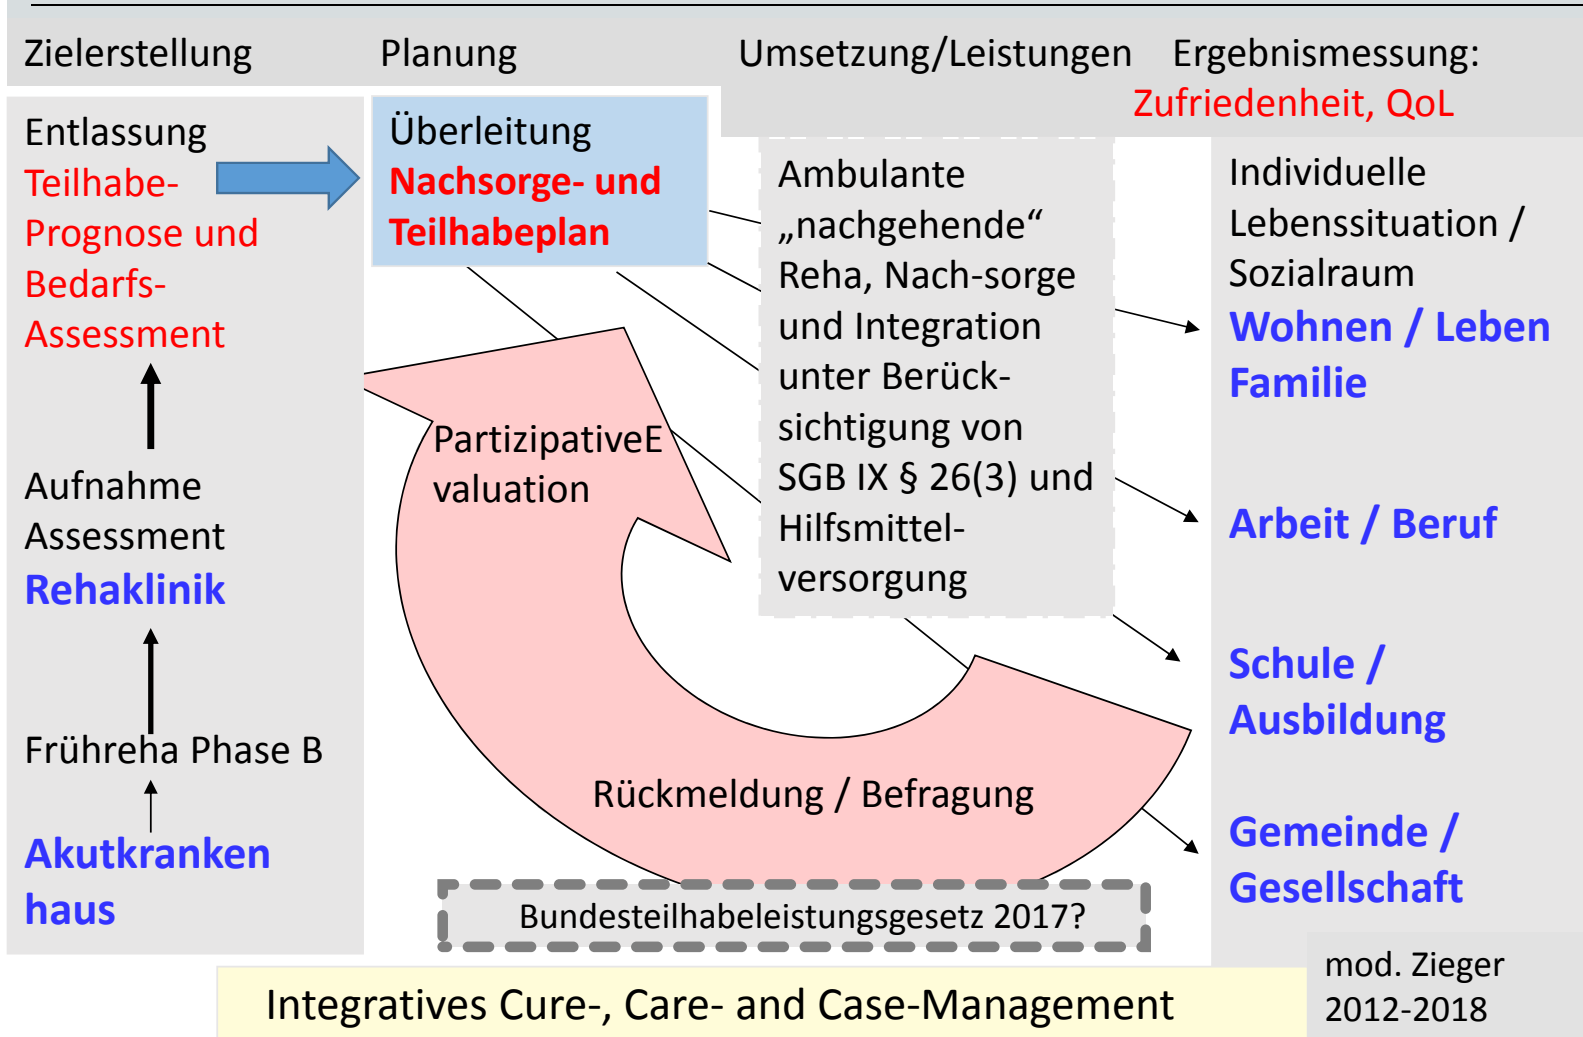 Zielerstellung
Planung
Umsetzung/Leistungen
Ergebnismessung:
Zufriedenheit, QoL
Entlassung
Teilhabe-
Prognose und
Bedarfs-
Assessment
Aufnahme
Assessment
Rehaklinik
Frühreha Phase B
Akutkranken
haus
Überleitung
Nachsorge- und
Teilhabeplan
PartizipativeE
valuation
Rückmeldung / Befragung
Bundesteilhabeleistungsgesetz 2017?
Ambulante
„nachgehende“
Reha, Nach-sorge
und Integration
unter Berück-
sichtigung von
SGB IX § 26(3) und
Hilfsmittel-
versorgung
Individuelle
Lebenssituation /
Sozialraum
Wohnen / Leben
Familie
Arbeit / Beruf
Schule /
Ausbildung
Gemeinde /
Gesellschaft
Integratives Cure-, Care- and Case-Management
mod. Zieger
2012-2018